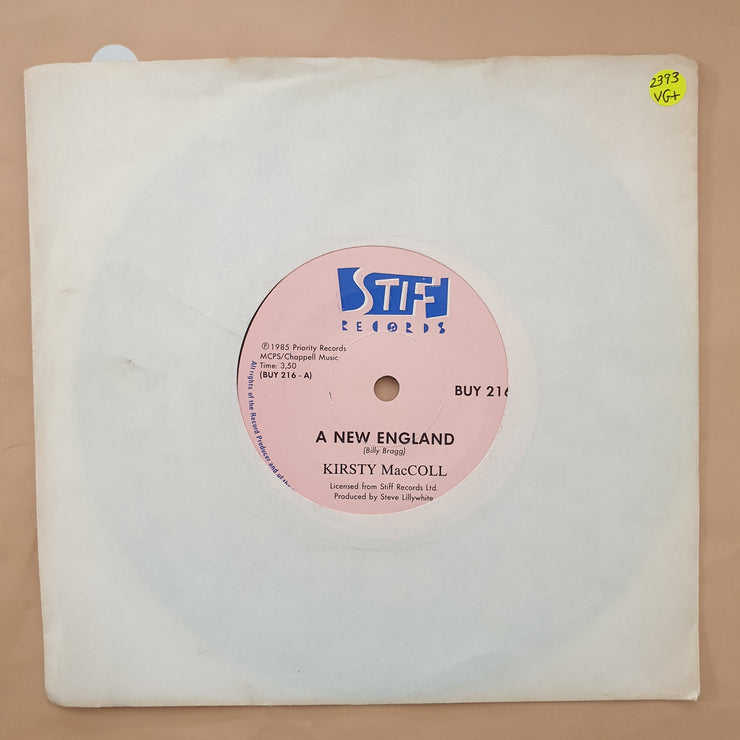 2393
VG+
STIFF
RECORDS
℗ 1985 Priority Records
MCPS/Chappell Music
Time: 3,50
(BUY 216 - A)
BUY 216
All rights of the Record Producer and of the
A NEW ENGLAND
(Billy Bragg)
KIRSTY MacCOLL
Licensed from Stiff Records Ltd.
Produced by Steve Lillywhite